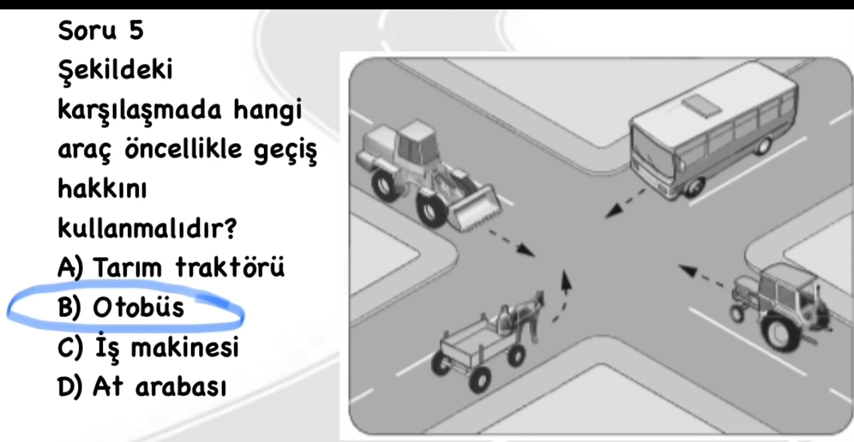 Soru 5
Şekildeki
karşılaşmada hangi
araç öncellikle geçiş
hakkını
kullanmalıdır?
A) Tarım traktörü
B) Otobüs
C) İş makinesi
D) At arabası